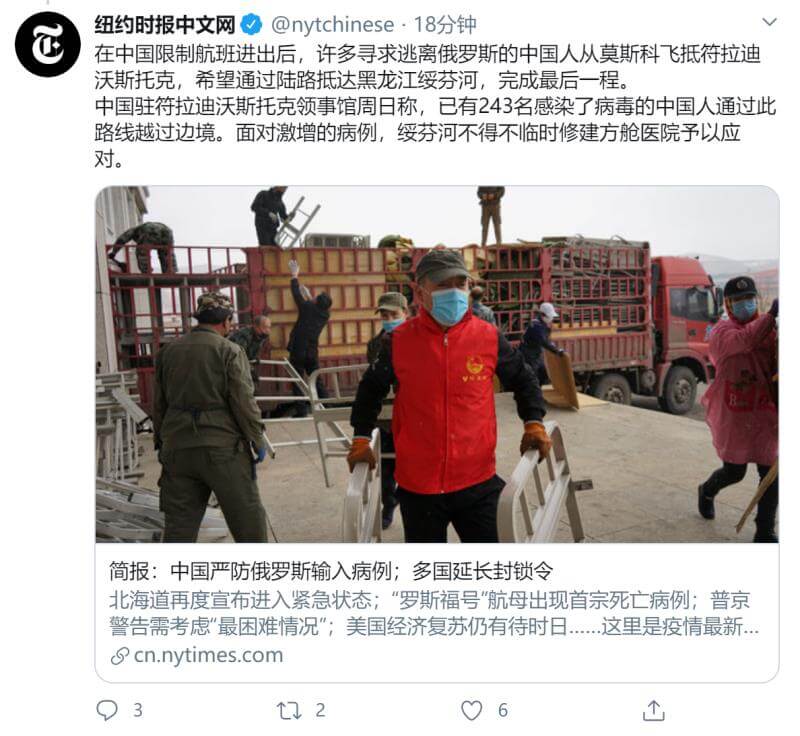 纽约时报中文网 @nytchinese · 18分钟
在中国限制航班进出后，许多寻求逃离俄罗斯的中国人从莫斯科飞抵符拉迪
沃斯托克，希望通过陆路抵达黑龙江绥芬河，完成最后一程。
中国驻符拉迪沃斯托克领事馆周日称，已有243名感染了病毒的中国人通过此
路线越过边境。面对激增的病例，绥芬河不得不临时修建方舱医院予以应
对。
简报：中国严防俄罗斯输入病例；多国延长封锁令
北海道再度宣布进入紧急状态；“罗斯福号”航母出现首宗死亡病例；普京
警告需考虑“最困难情况”；美国经济复苏仍有待时日……这里是疫情最新...
cn.nytimes.com
3 2 6